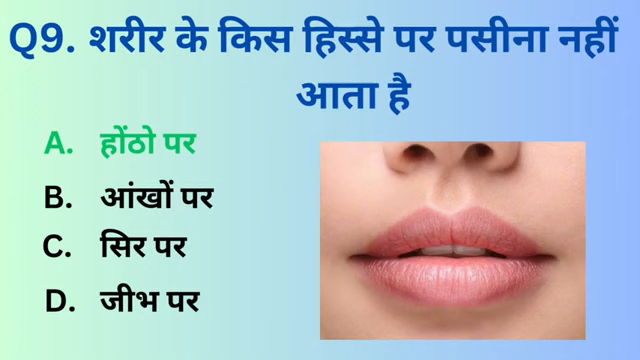 Q9. शरीर के किस हिस्से पर पसीना नहीं
आता है
A. होंठो पर
B. आंखों पर
C. सिर पर
D. जीभ पर